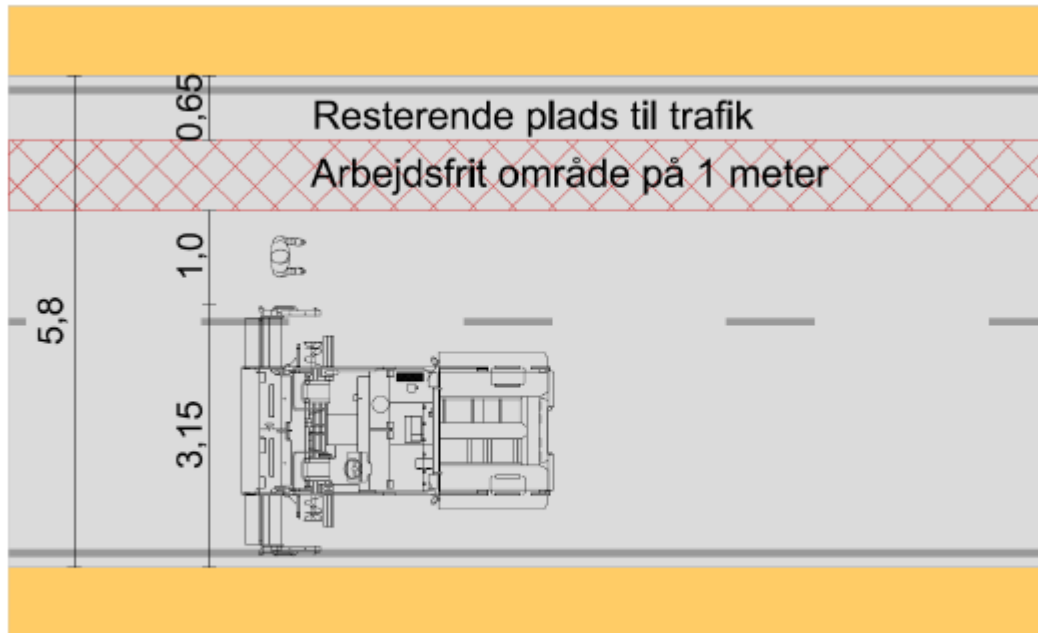 0,65
Resterende plads til trafik
Arbejdsfrit område på 1 meter
1,0
5,8
3,15